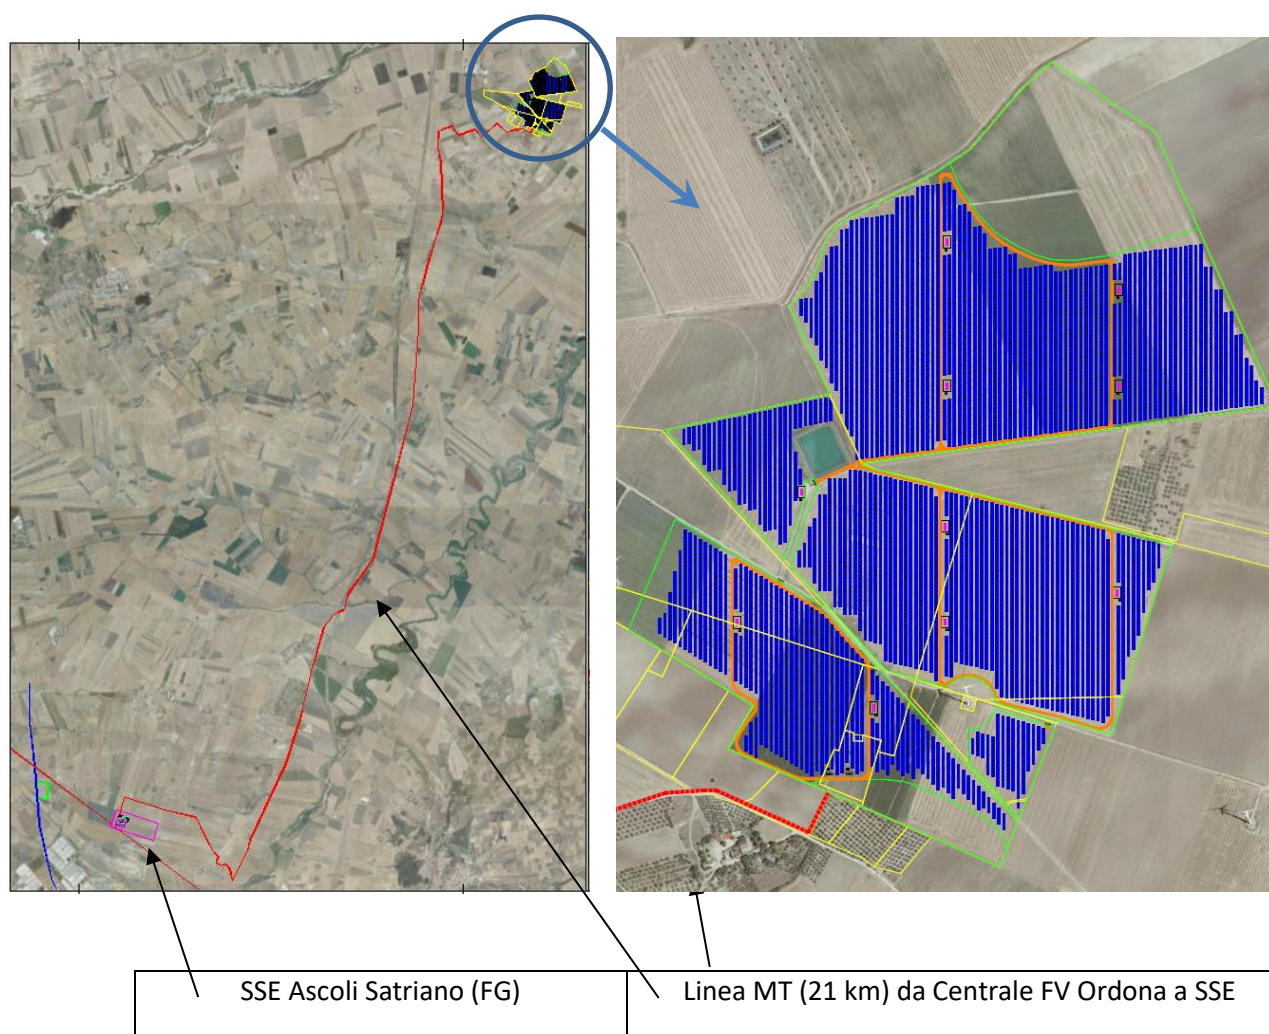 SSE Ascoli Satriano (FG)
Linea MT (21 km) da Centrale FV Ordona a SSE